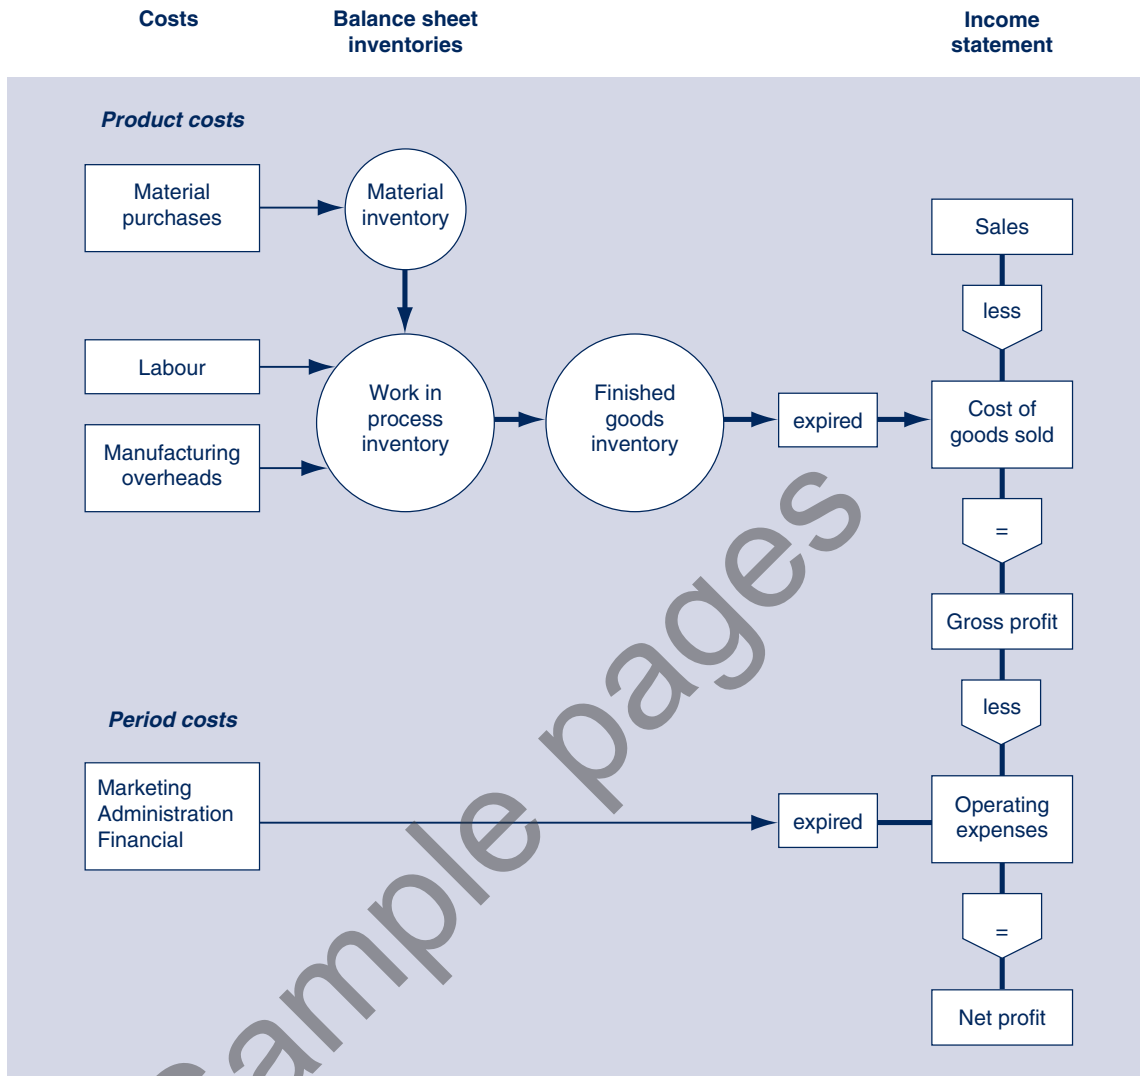 Costs
Balance sheet
inventories
Income
statement
Product costs
Material
purchases
Material
inventory
Sales
less
Labour
Manufacturing
overheads
Work in
process
inventory
Finished
goods
inventory
expired
Cost of
goods sold
=
Gross profit
less
Period costs
Marketing
Administration
Financial
expired
Operating
expenses
=
Net profit
Sample pages